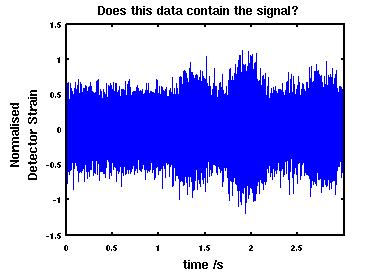 Does this data contain the signal?
1.5
1
0.5
0
-0.5
-1
-1.5
Normalised
Detector Strain
0 0.5 1 1.5 2 2.5
time /s